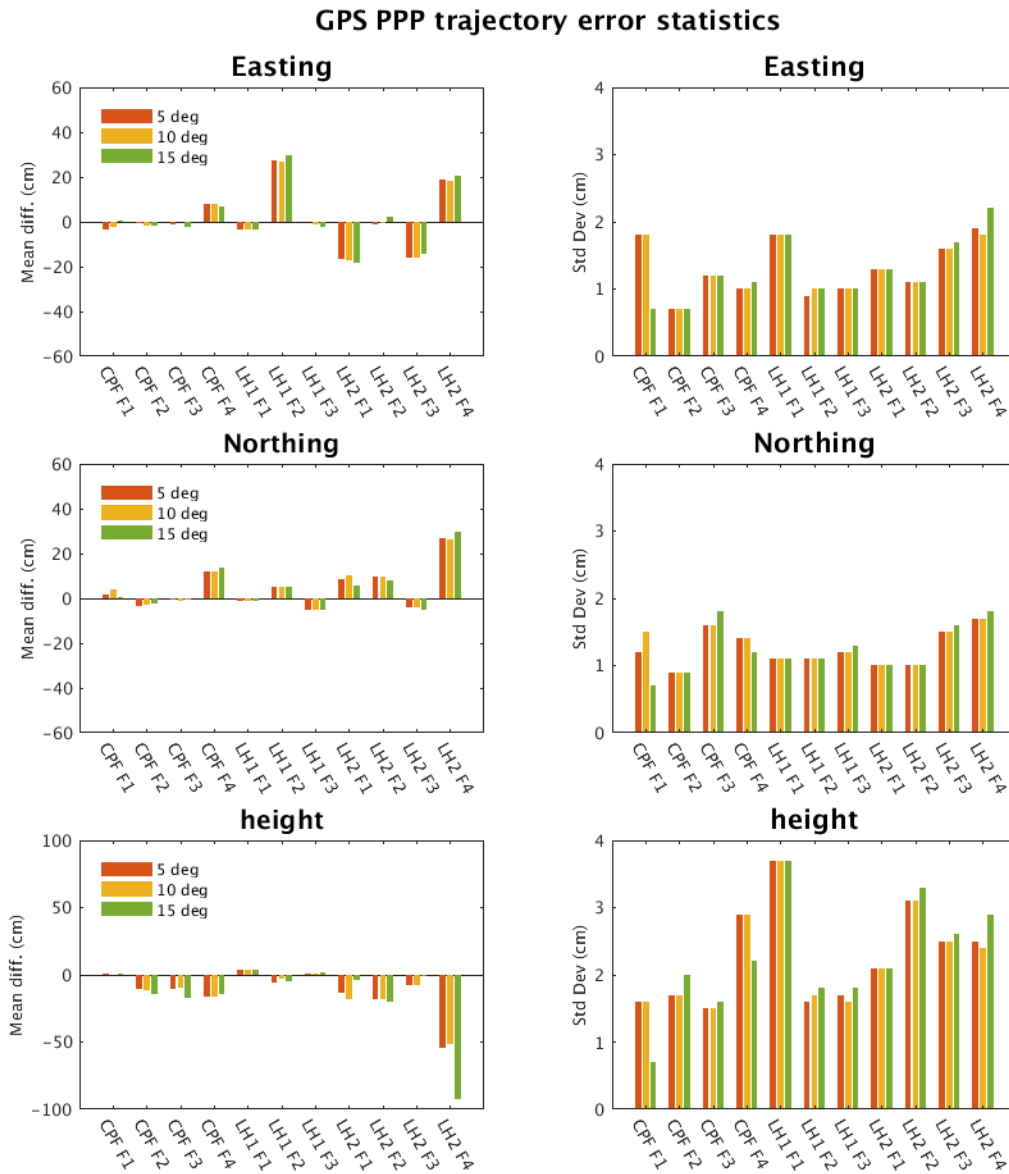 GPS PPP trajectory error statistics
Easting
60
40
20
0
−20
−40
−60
Mean diff. (cm)
5 deg
10 deg
15 deg
CPF F1
CPF F2
CPF F3
CPF F4
LH1 F1
LH1 F2
LH1 F3
LH2 F1
LH2 F2
LH2 F3
LH2 F4
Easting
4
3
2
1
0
Std Dev (cm)
CPF F1
CPF F2
CPF F3
CPF F4
LH1 F1
LH1 F2
LH1 F3
LH2 F1
LH2 F2
LH2 F3
LH2 F4
Northing
60
40
20
0
−20
−40
−60
Mean diff. (cm)
5 deg
10 deg
15 deg
CPF F1
CPF F2
CPF F3
CPF F4
LH1 F1
LH1 F2
LH1 F3
LH2 F1
LH2 F2
LH2 F3
LH2 F4
Northing
4
3
2
1
0
Std Dev (cm)
CPF F1
CPF F2
CPF F3
CPF F4
LH1 F1
LH1 F2
LH1 F3
LH2 F1
LH2 F2
LH2 F3
LH2 F4
height
100
50
0
−50
−100
Mean diff. (cm)
5 deg
10 deg
15 deg
CPF F1
CPF F2
CPF F3
CPF F4
LH1 F1
LH1 F2
LH1 F3
LH2 F1
LH2 F2
LH2 F3
LH2 F4
height
4
3
2
1
0
Std Dev (cm)
CPF F1
CPF F2
CPF F3
CPF F4
LH1 F1
LH1 F2
LH1 F3
LH2 F1
LH2 F2
LH2 F3
LH2 F4